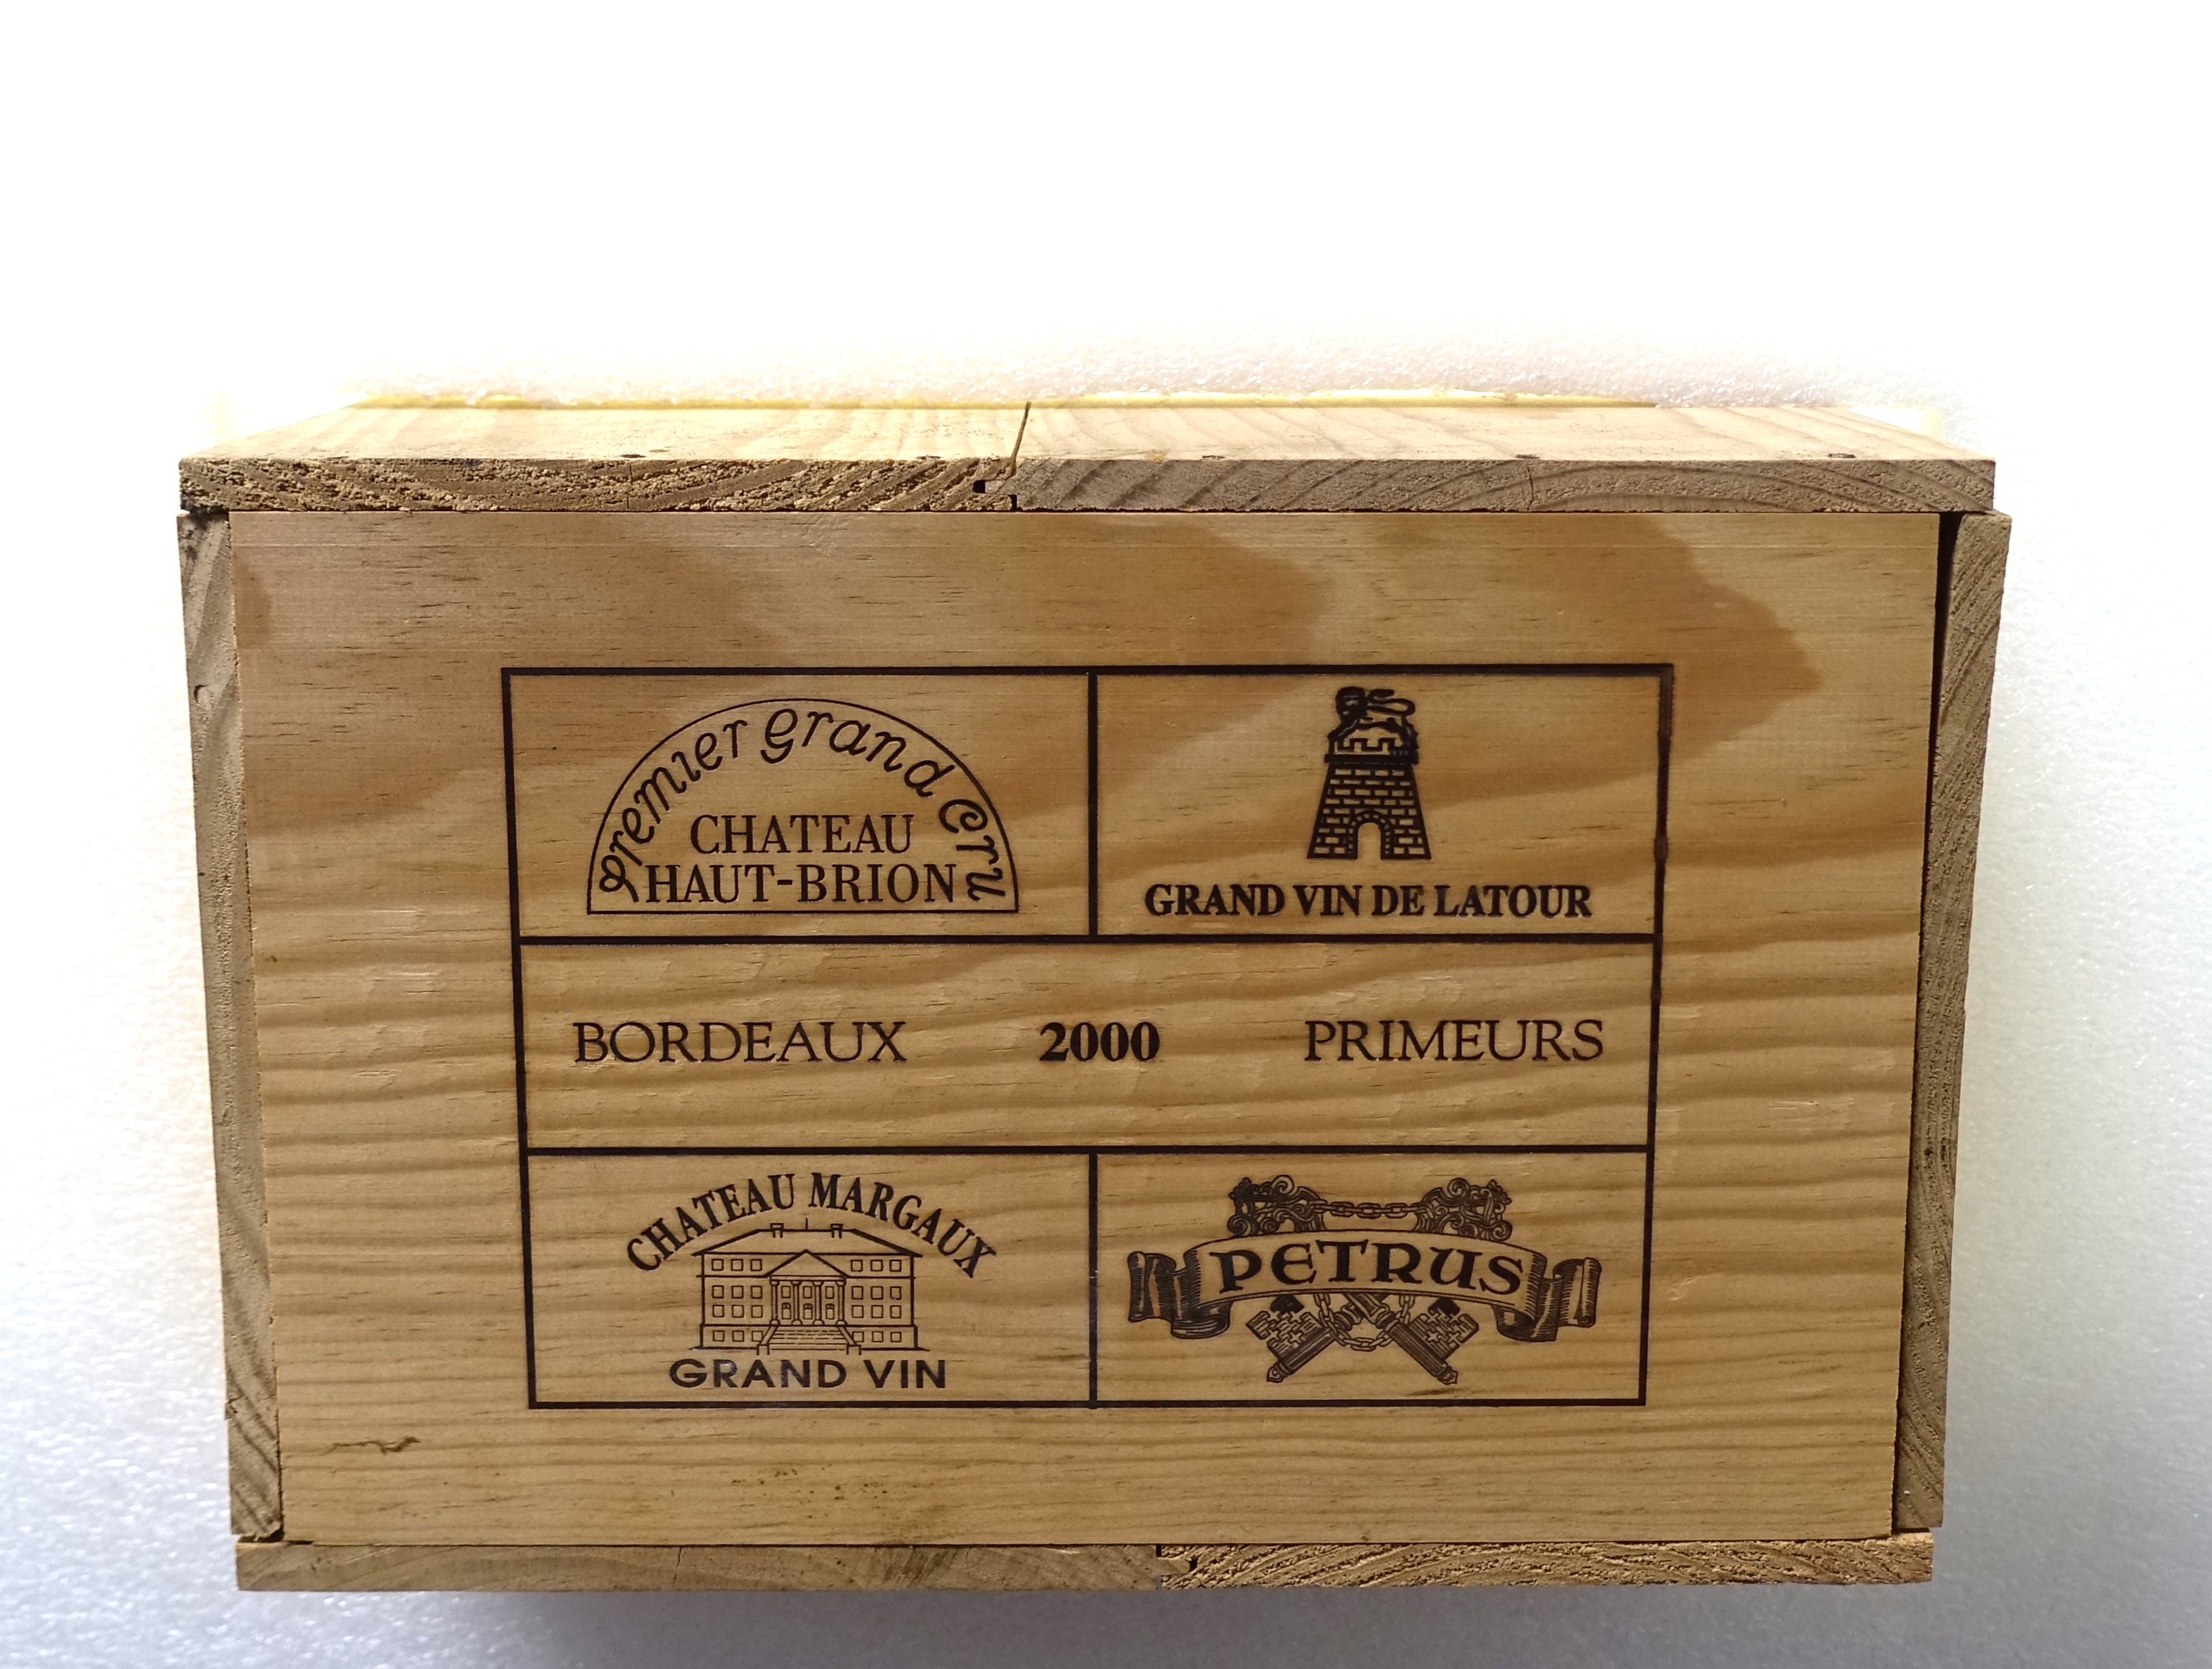 Premier Grand Cru
CHATEAU
HAUT-BRION
GRAND VIN DE LATOUR
BORDEAUX 2000 PRIMEURS
CHATEAU MARGAUX
GRAND VIN
PETRUS